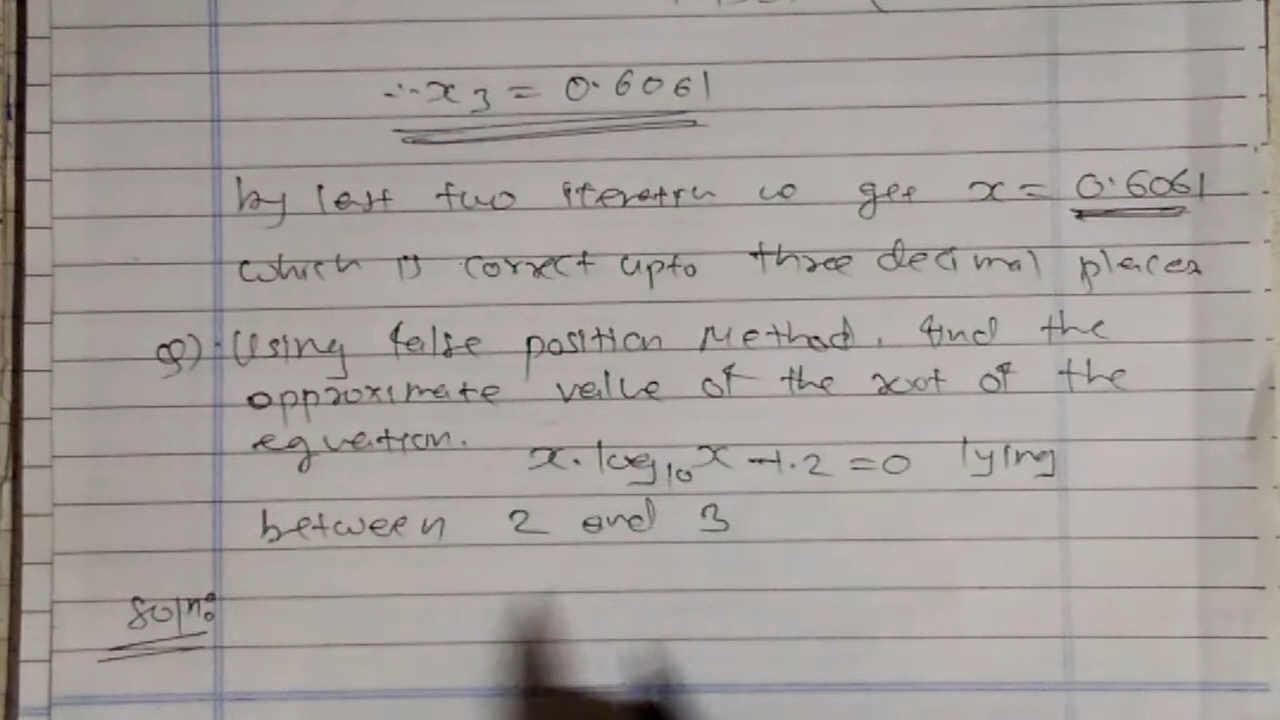 ∴ x3 = 0.6061
by last two iteratn we get x = 0.6061
which is correct upto three decimal places
Q) Using false position Method, find the
approximate value of the root of the
equation.
x. log10 x - 1.2 = 0 lying
between 2 and 3
Soln: